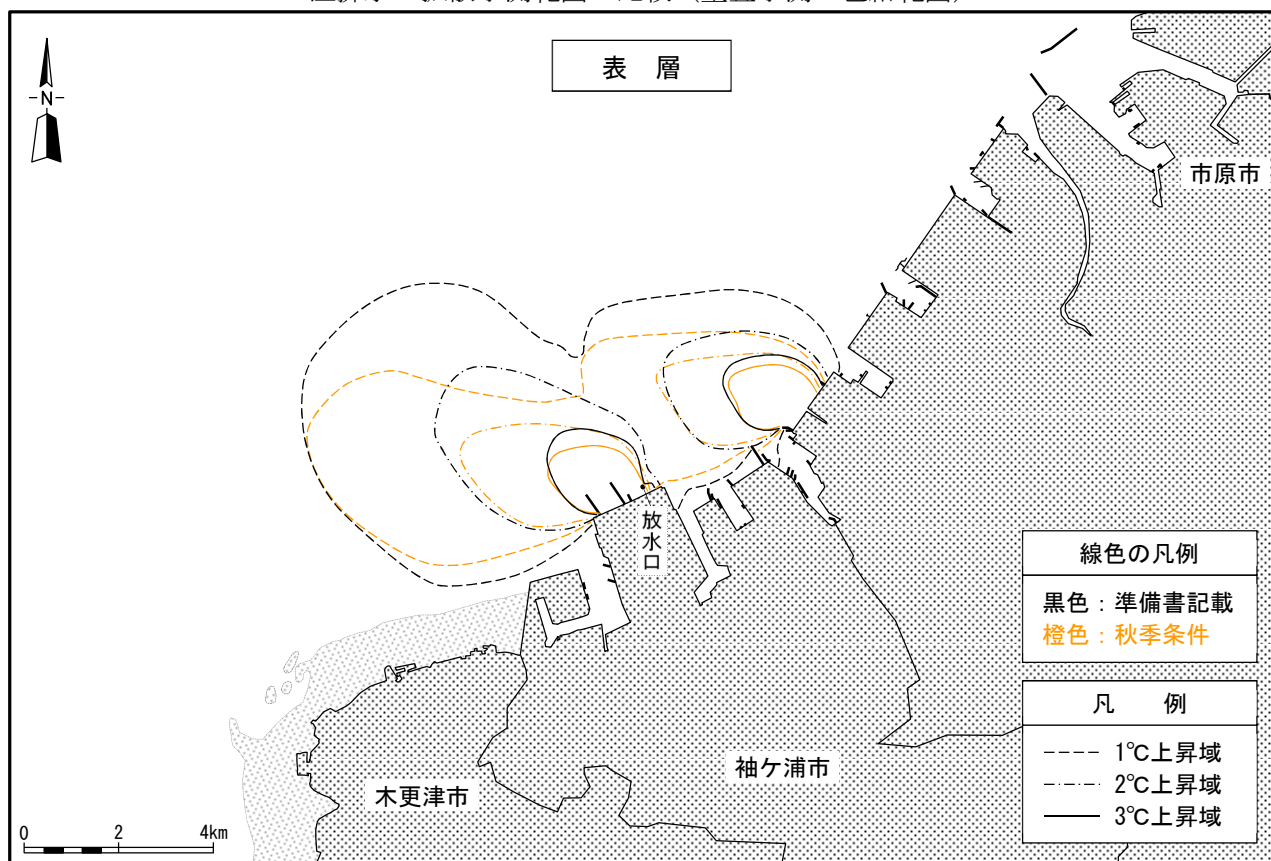 表　層
N
市原市
放水口
線色の凡例
黒色：準備書記載
橙色：秋季条件
凡　例
1℃上昇域
2℃上昇域
3℃上昇域
袖ケ浦市
木更津市
0 2 4km